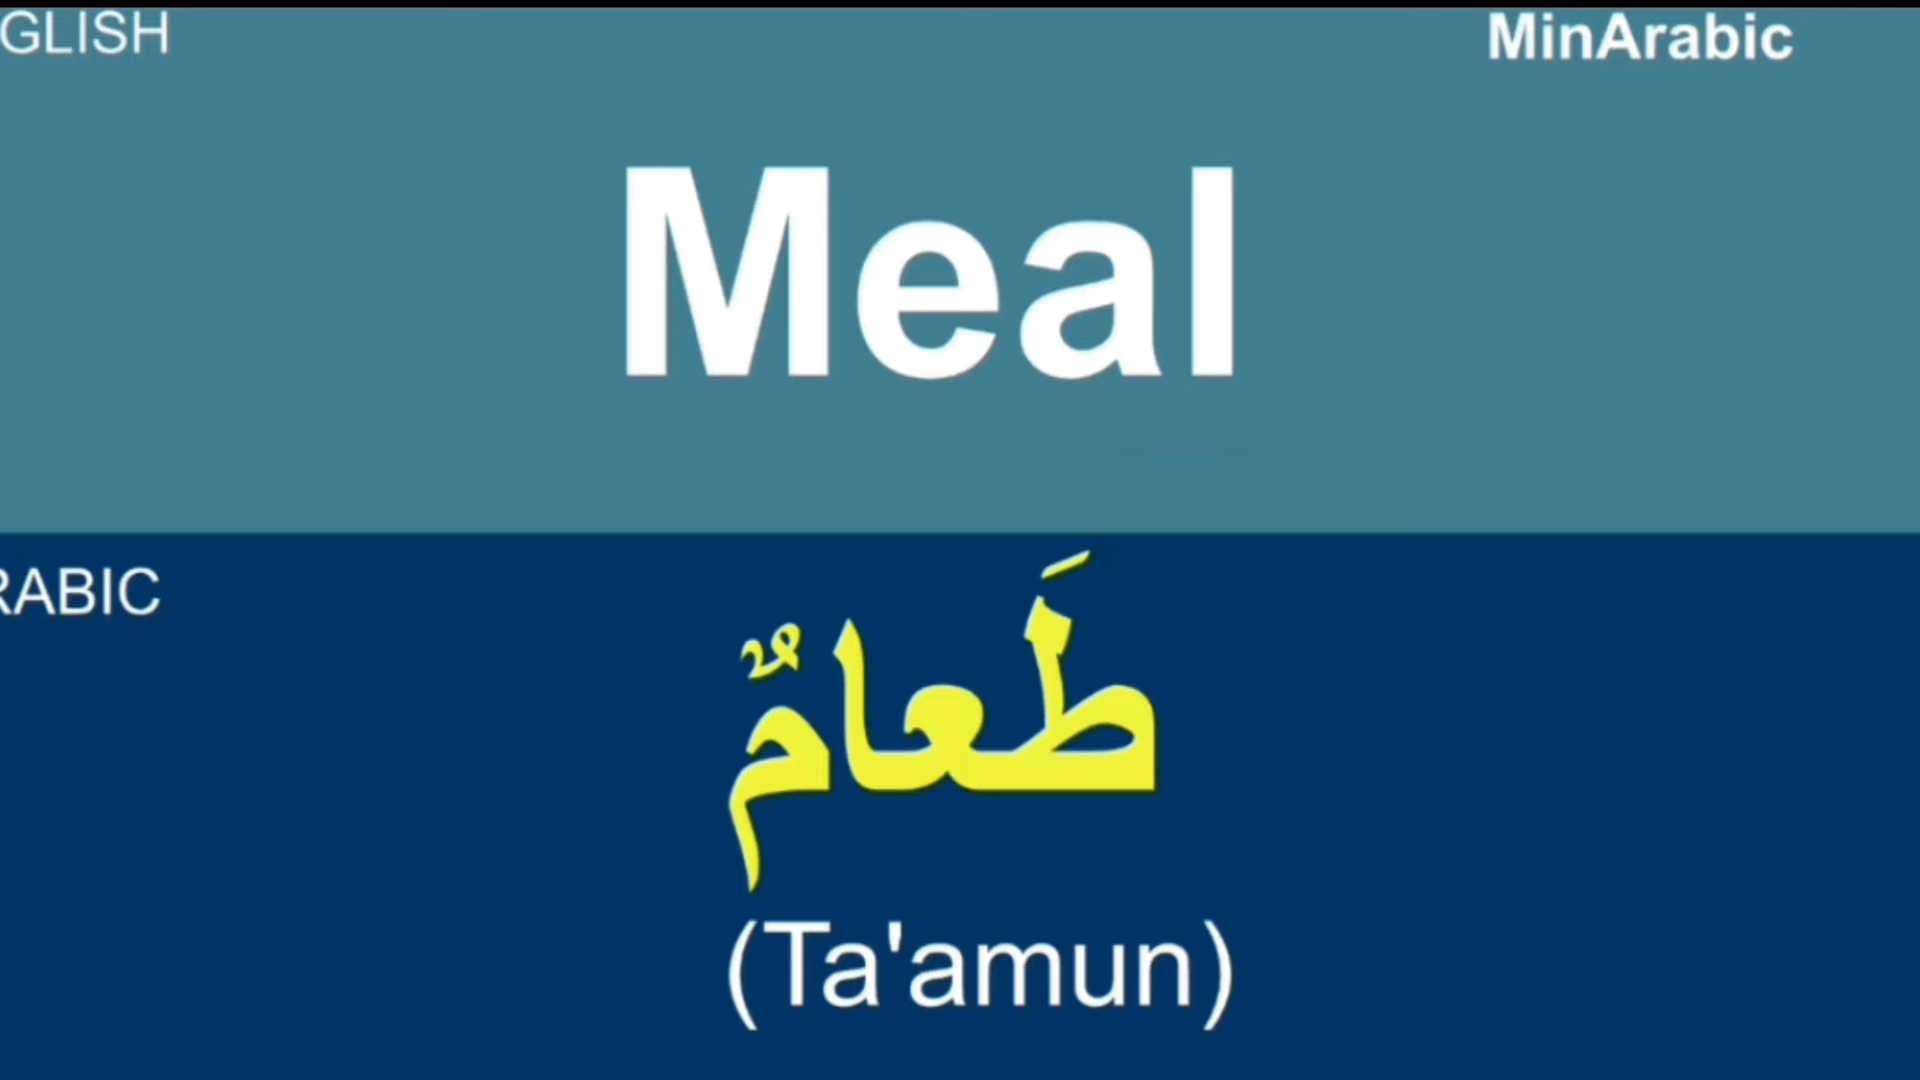 GLISH
MinArabic
Meal
RABIC
طَعامٌ
(Ta'amun)